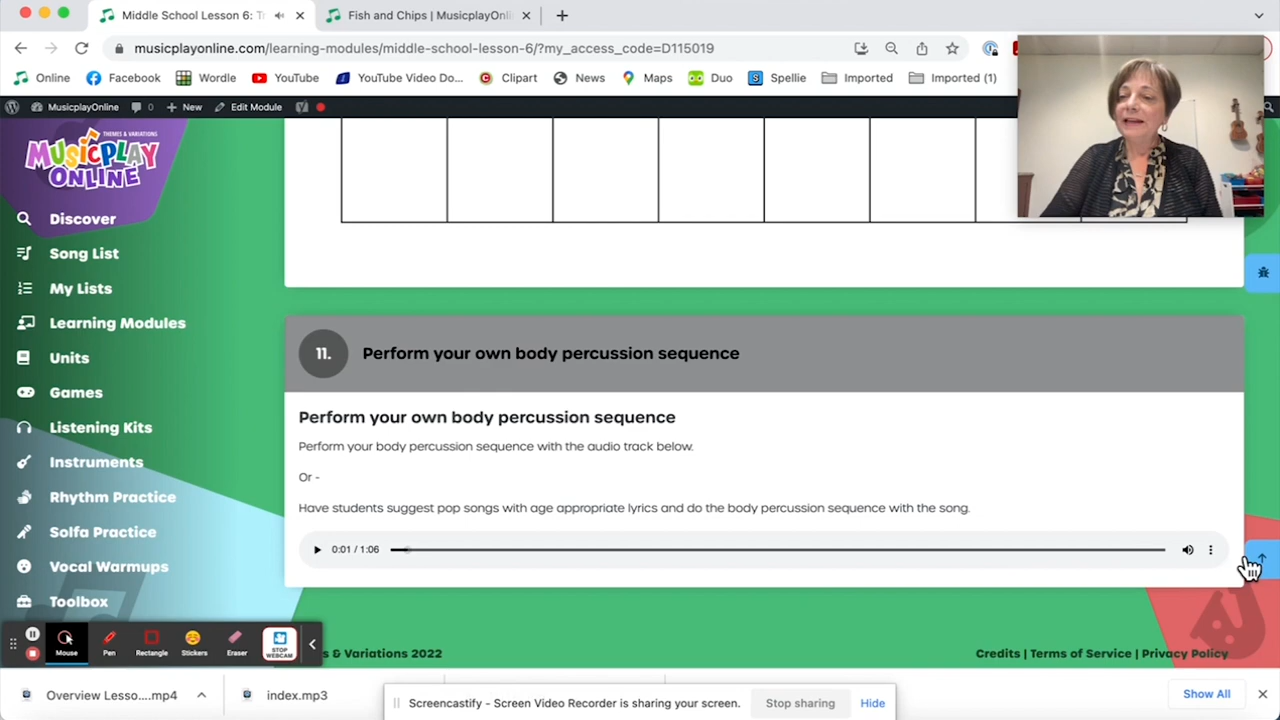 Middle School Lesson 6: T
Fish and Chips | MusicplayOnli
musicplayonline.com/learning-modules/middle-school-lesson-6/?my_access_code=D115019
Online
Facebook
Wordle
YouTube
YouTube Video Do...
Clipart
News
Maps
Duo
Spellie
Imported
Imported (1)
MusicplayOnline
0
New
Edit Module
THEMES & VARIATIONS
MUSICPLAY
ONLINE
Discover
Song List
My Lists
Learning Modules
Units
Games
Listening Kits
Instruments
Rhythm Practice
Solfa Practice
Vocal Warmups
Toolbox
11.
Perform your own body percussion sequence
Perform your own body percussion sequence
Perform your body percussion sequence with the audio track below.
Or -
Have students suggest pop songs with age appropriate lyrics and do the body percussion sequence with the song.
0:01 / 1:06
Mouse
Pen
Rectangle
Stickers
Eraser
STOP
WEBCAM
s & Variations 2022
Credits | Terms of Service | Privacy Policy
Overview Lesso....mp4
index.mp3
Screencastify - Screen Video Recorder is sharing your screen.
Stop sharing
Hide
Show All